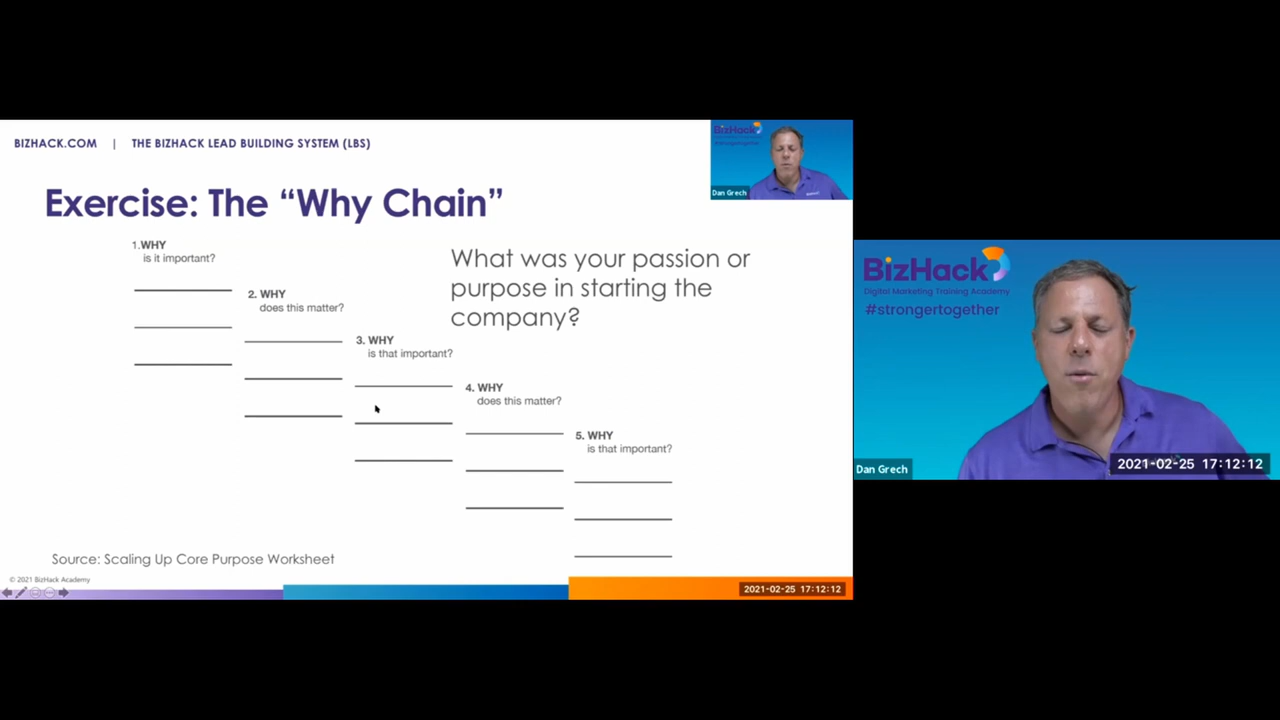 BIZHACK.COM | THE BIZHACK LEAD BUILDING SYSTEM (LBS)
BizHack
#strongertogether
Dan Grech
Exercise: The “Why Chain”
1.WHY
is it important?
2. WHY
does this matter?
3. WHY
is that important?
4. WHY
does this matter?
5. WHY
is that important?
What was your passion or
purpose in starting the
company?
Source: Scaling Up Core Purpose Worksheet
© 2021 BizHack Academy
2021-02-25 17:12:12
BizHack
Digital Marketing Training Academy
#strongertogether
Dan Grech
2021-02-25 17:12:12